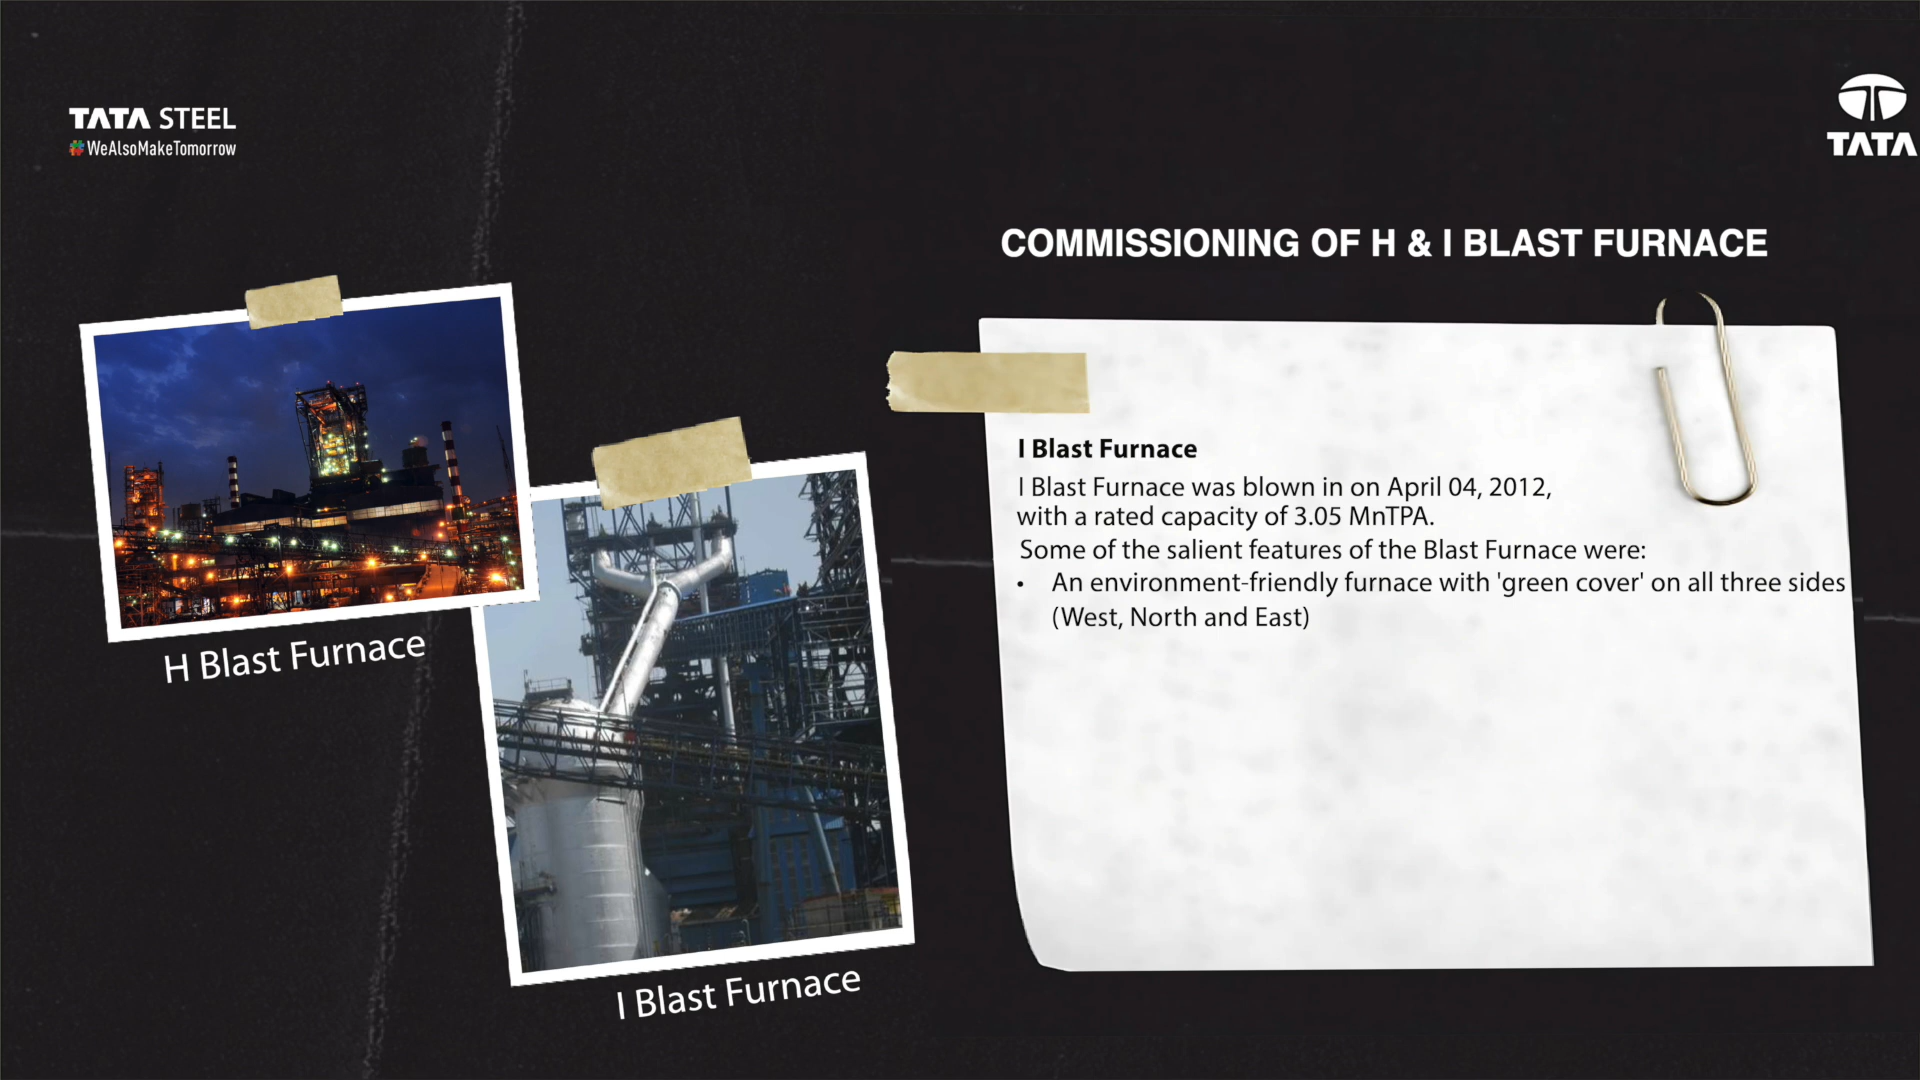 TATA STEEL
#WeAlsoMakeTomorrow
TATA
COMMISSIONING OF H & I BLAST FURNACE
H Blast Furnace
I Blast Furnace
I Blast Furnace
I Blast Furnace was blown in on April 04, 2012,
with a rated capacity of 3.05 MnTPA.
Some of the salient features of the Blast Furnace were:
• An environment-friendly furnace with 'green cover' on all three sides
(West, North and East)